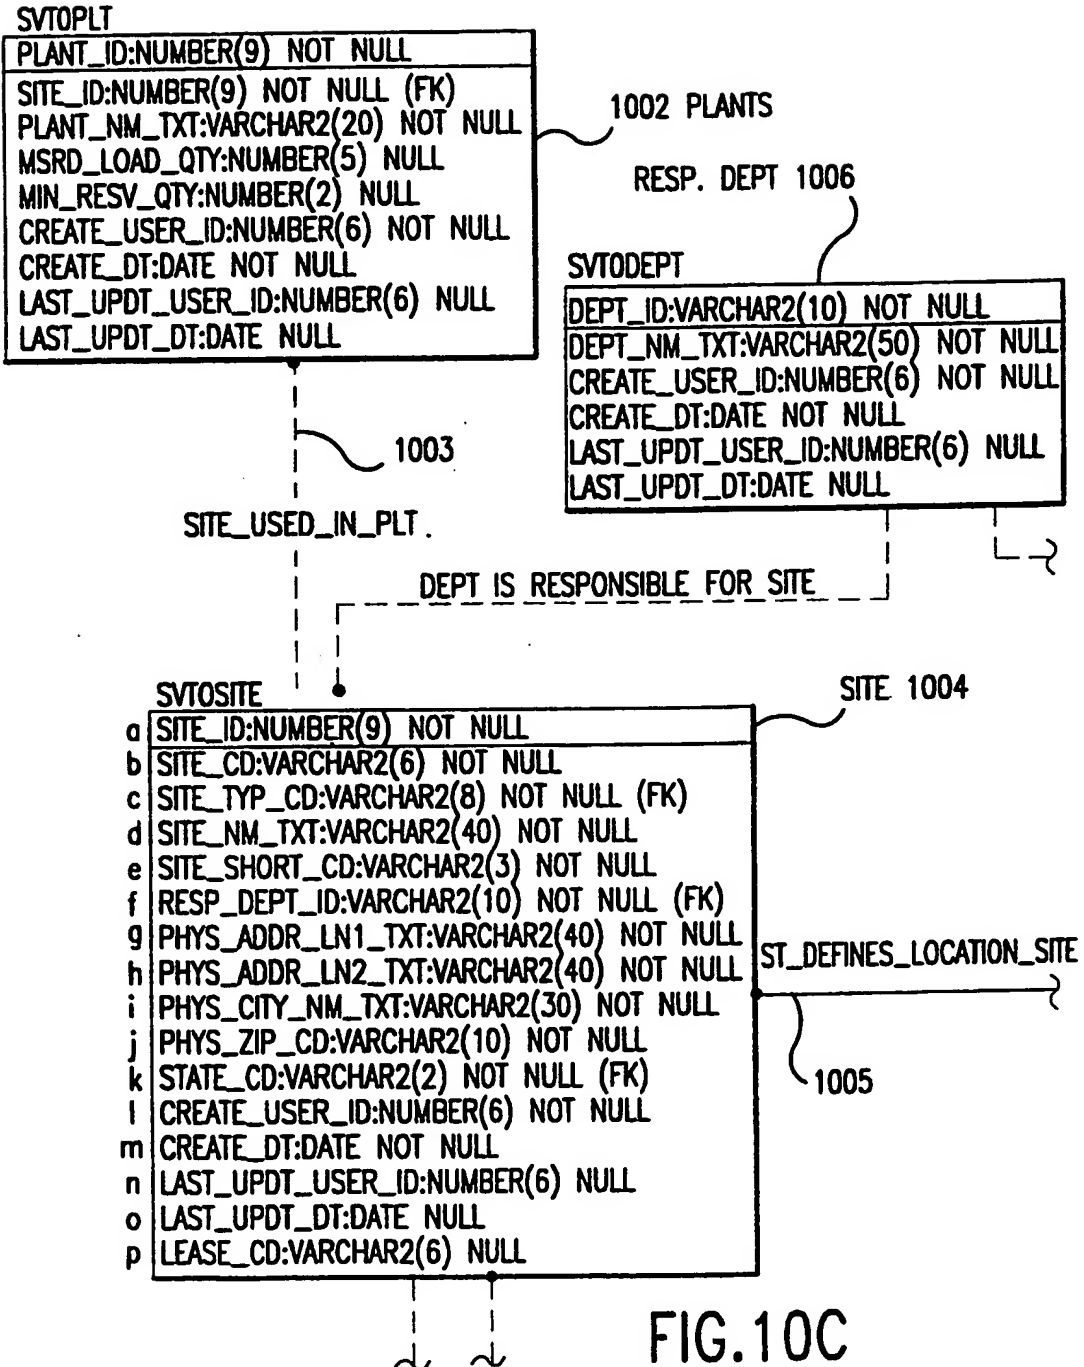 SVTOPLT
PLANT_ID:NUMBER(9) NOT NULL
SITE_ID:NUMBER(9) NOT NULL (FK)
PLANT_NM_TXT:VARCHAR2(20) NOT NULL
MSRD_LOAD_QTY:NUMBER(5) NULL
MIN_RESV_QTY:NUMBER(2) NULL
CREATE_USER_ID:NUMBER(6) NOT NULL
CREATE_DT:DATE NOT NULL
LAST_UPDT_USER_ID:NUMBER(6) NULL
LAST_UPDT_DT:DATE NULL
1002 PLANTS
RESP. DEPT 1006
SVTODEPT
DEPT_ID:VARCHAR2(10) NOT NULL
DEPT_NM_TXT:VARCHAR2(50) NOT NULL
CREATE_USER_ID:NUMBER(6) NOT NULL
CREATE_DT:DATE NOT NULL
LAST_UPDT_USER_ID:NUMBER(6) NULL
LAST_UPDT_DT:DATE NULL
1003
SITE_USED_IN_PLT.
DEPT IS RESPONSIBLE FOR SITE
SVTOSITE
SITE 1004
a SITE_ID:NUMBER(9) NOT NULL
b SITE_CD:VARCHAR2(6) NOT NULL
c SITE_TYP_CD:VARCHAR2(8) NOT NULL (FK)
d SITE_NM_TXT:VARCHAR2(40) NOT NULL
e SITE_SHORT_CD:VARCHAR2(3) NOT NULL
f RESP_DEPT_ID:VARCHAR2(10) NOT NULL (FK)
g PHYS_ADDR_LN1_TXT:VARCHAR2(40) NOT NULL
h PHYS_ADDR_LN2_TXT:VARCHAR2(40) NOT NULL
i PHYS_CITY_NM_TXT:VARCHAR2(30) NOT NULL
j PHYS_ZIP_CD:VARCHAR2(10) NOT NULL
k STATE_CD:VARCHAR2(2) NOT NULL (FK)
l CREATE_USER_ID:NUMBER(6) NOT NULL
m CREATE_DT:DATE NOT NULL
n LAST_UPDT_USER_ID:NUMBER(6) NULL
o LAST_UPDT_DT:DATE NULL
p LEASE_CD:VARCHAR2(6) NULL
ST_DEFINES_LOCATION_SITE
1005
FIG.10C